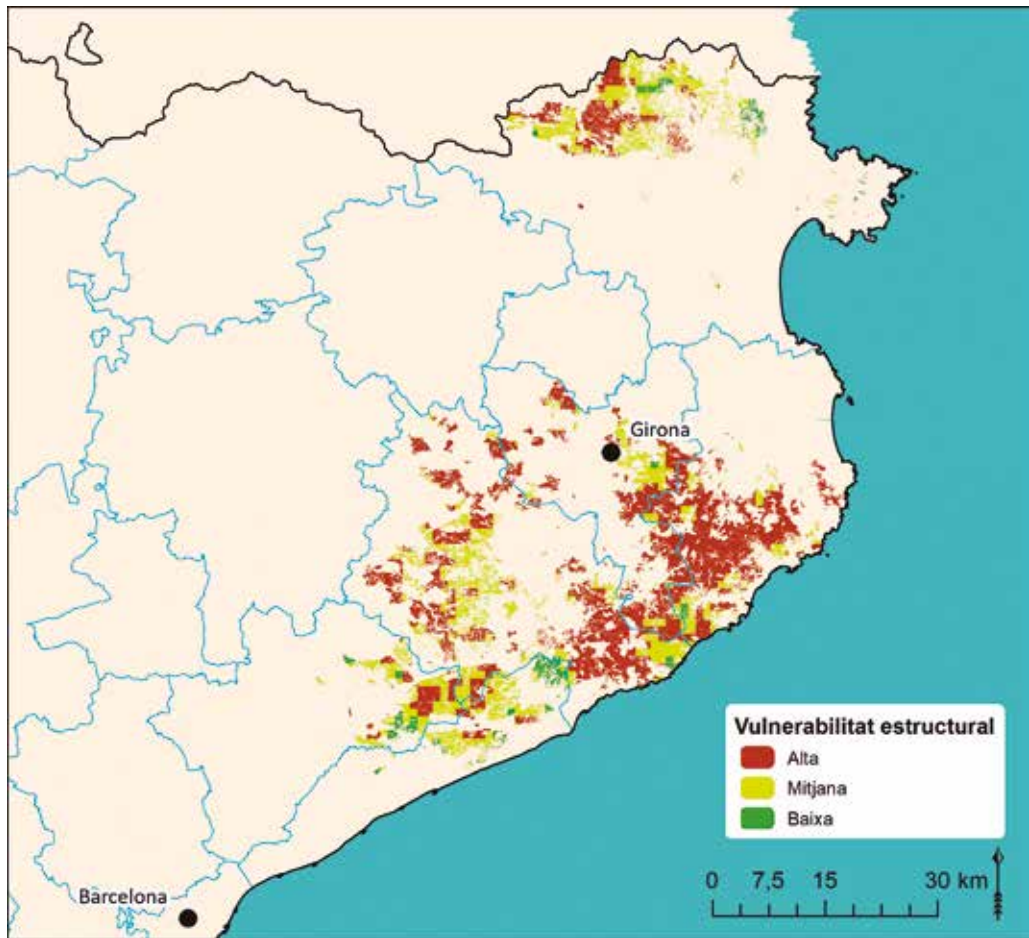 Girona
Vulnerabilitat estructural
Alta
Mitjana
Baixa
0 7,5 15 30 km
Barcelona